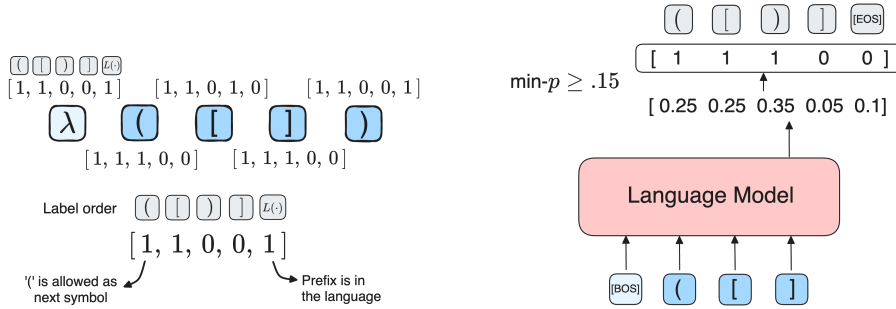 ( [ ) ] L(·)
[1, 1, 0, 0, 1]
[1, 1, 0, 1, 0]
[1, 1, 0, 0, 1]
λ ( [ ] )
[1, 1, 1, 0, 0]
[1, 1, 1, 0, 0]
Label order
( [ ) ] L(·)
[1, 1, 0, 0, 1]
'(' is allowed as
next symbol
Prefix is in
the language
( [ ) ] [EOS]
[ 1 1 1 0 0 ]
min-p ≥ .15
[ 0.25 0.25 0.35 0.05 0.1]
Language Model
[BOS] ( [ ]